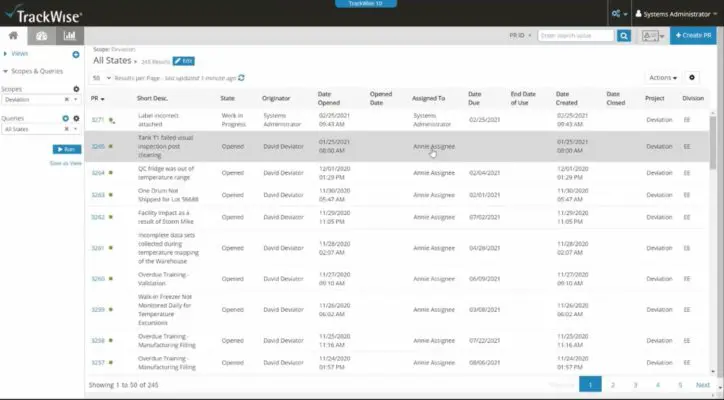 TrackWise 10
TrackWise®
Systems Administrator
PR ID
Enter search value
+ Create PR
Views
Scopes & Queries
Scopes
Deviation
Queries
All States
Run
Save as View
Scope: Deviation
All States
245 Results
Edit
50 Results per Page - last updated 1 minute ago
Actions
PR Short Desc. State Originator Date Opened Opened Date Assigned To Date Due End Date of Use Date Created Date Closed Project Division
3271 Label incorrect attached Work in Progress Systems Administrator 02/25/2021 09:43 AM Systems Administrator 02/25/2021 02/25/2021 09:43 AM Deviation EE
3265 Tank T1 failed visual inspection post cleaning Opened David Deviator 01/25/2021 08:00 AM Annie Assignee 01/25/2021 08:00 AM Deviation EE
3264 QC fridge was out of temperature range Opened David Deviator 12/01/2020 01:29 PM Annie Assignee 02/04/2021 12/01/2020 01:29 PM Deviation EE
3263 One Drum Not Shipped for Lot 56688 Opened David Deviator 11/30/2020 05:47 AM Annie Assignee 02/01/2021 11/30/2020 05:47 AM Deviation EE
3262 Facility Impact as a result of Storm Mike Opened David Deviator 11/29/2020 11:05 PM Annie Assignee 07/02/2021 11/29/2020 11:05 PM Deviation EE
3261 Incomplete data sets collected during temperature mapping of the Warehouse Opened David Deviator 11/28/2020 02:07 AM Annie Assignee 04/28/2021 11/28/2020 02:07 AM Deviation EE
3260 Overdue Training - Validation Opened David Deviator 11/27/2020 09:10 AM Annie Assignee 06/09/2021 11/27/2020 09:10 AM Deviation EE
3259 Walk-in Freezer Not Monitored Daily for Temperature Excursions Opened David Deviator 11/26/2020 06:02 AM Annie Assignee 03/08/2021 11/26/2020 06:02 AM Deviation EE
3258 Overdue Training - Manufacturing Filling Opened David Deviator 11/25/2020 11:16 AM Annie Assignee 07/22/2021 11/25/2020 11:16 AM Deviation EE
3257 Overdue Training - Manufacturing Filling Opened David Deviator 11/24/2020 01:57 PM Annie Assignee 08/06/2021 11/24/2020 01:57 PM Deviation EE
Showing 1 to 50 of 245
1 2 3 4 5 Next